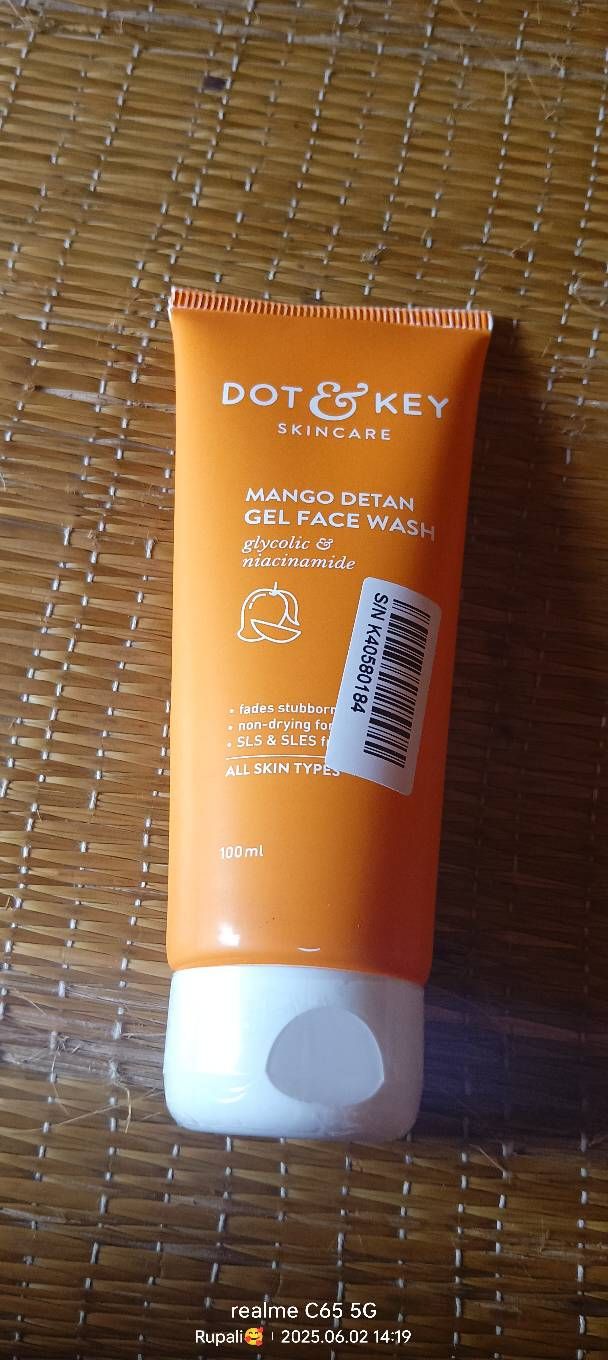 DOT & KEY
SKINCARE
MANGO DETAN
GEL FACE WASH
glycolic &
niacinamide
S/N K40580184
• fades stubborn
• non-drying for
• SLS & SLES
ALL SKIN TYPES
100ml
realme C65 5G
Rupali🥰 | 2025.06.02 14:19